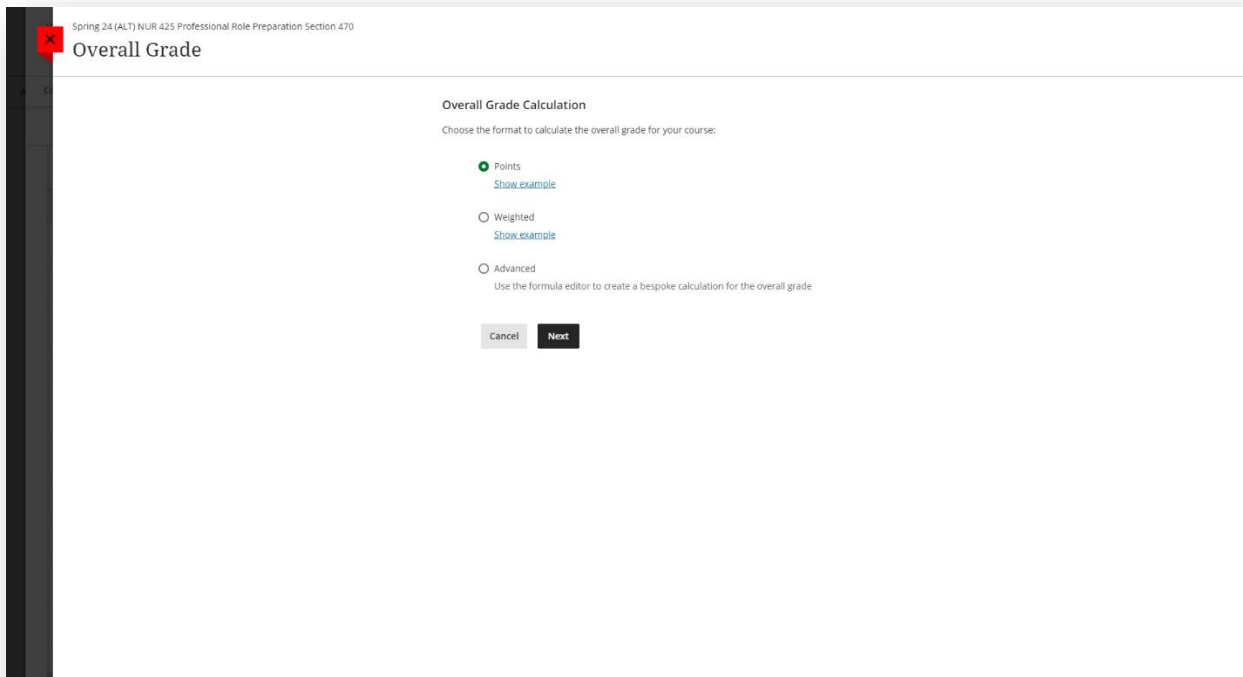 Spring 24 (ALT) NUR 425 Professional Role Preparation Section 470
Overall Grade
Overall Grade Calculation
Choose the format to calculate the overall grade for your course:
Points
Show example
Weighted
Show example
Advanced
Use the formula editor to create a bespoke calculation for the overall grade
Cancel Next